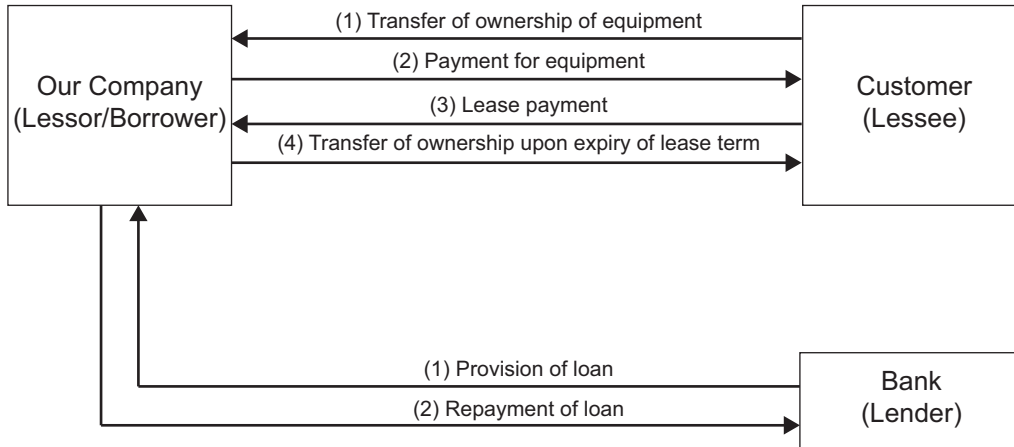 (1) Transfer of ownership of equipment
(2) Payment for equipment
Our Company
(Lessor/Borrower)
Customer
(Lessee)
(3) Lease payment
(4) Transfer of ownership upon expiry of lease term
(1) Provision of loan
(2) Repayment of loan
Bank
(Lender)